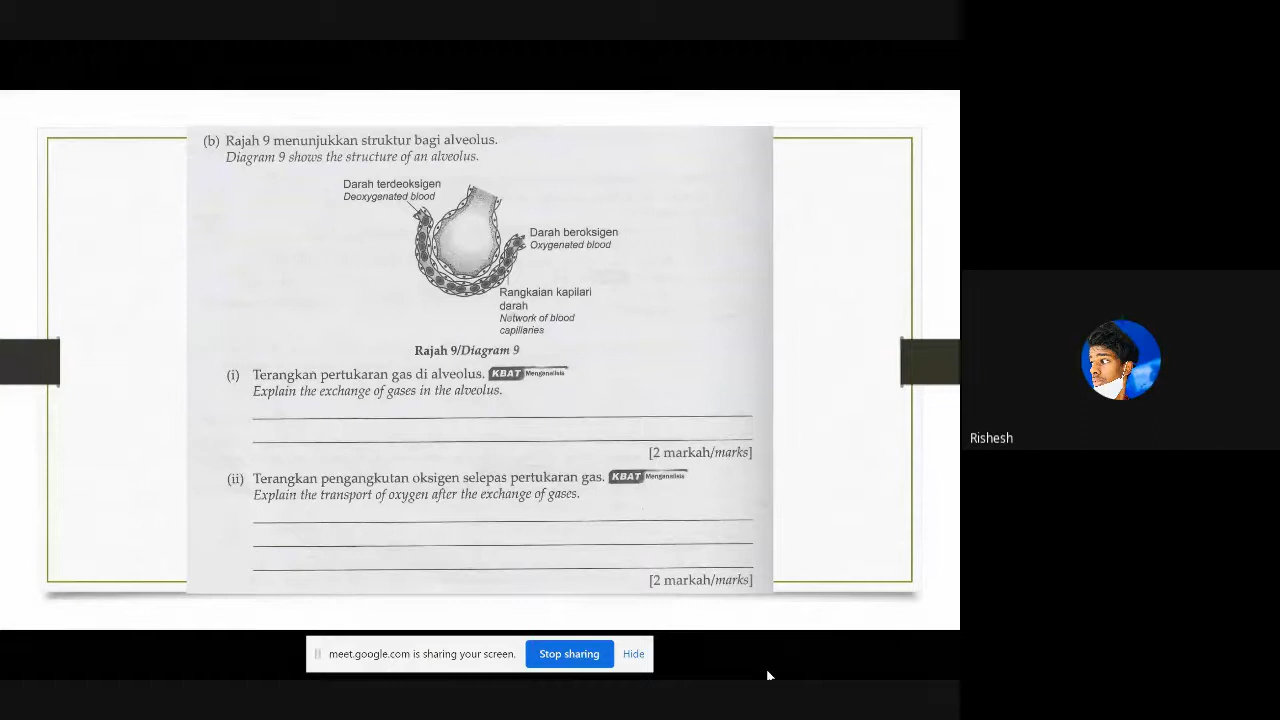 (b) Rajah 9 menunjukkan struktur bagi alveolus.
Diagram 9 shows the structure of an alveolus.
Darah terdeoksigen
Deoxygenated blood
Darah beroksigen
Oxygenated blood
Rangkaian kapilari
darah
Network of blood
capillaries
Rajah 9/Diagram 9
(i) Terangkan pertukaran gas di alveolus. KBAT Menganalisis
Explain the exchange of gases in the alveolus.
[2 markah/marks]
(ii) Terangkan pengangkutan oksigen selepas pertukaran gas. KBAT Menganalisis
Explain the transport of oxygen after the exchange of gases.
[2 markah/marks]
Rishesh
meet.google.com is sharing your screen. Stop sharing Hide